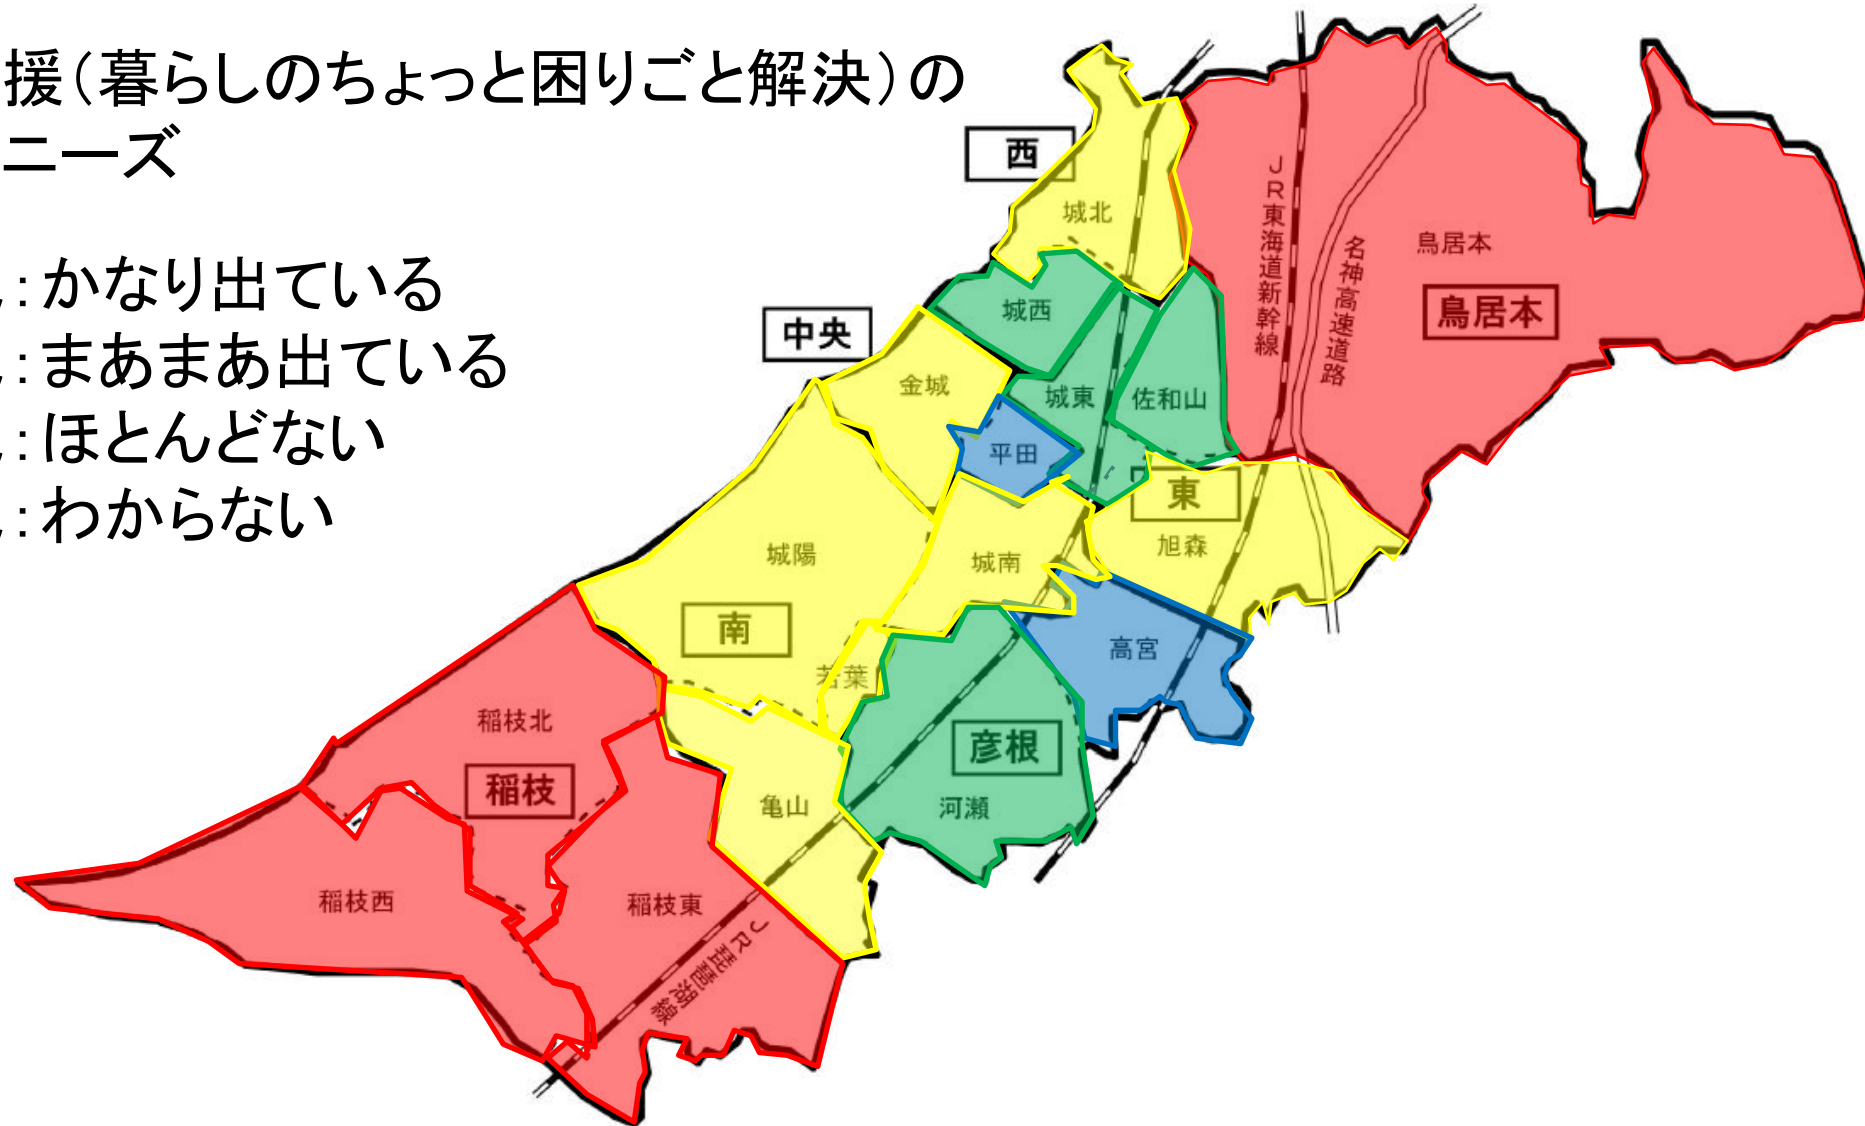 援（暮らしのちょっと困りごと解決）の
ニーズ
：かなり出ている
：まあまあ出ている
：ほとんどない
：わからない
西
城北
ＪＲ東海道新幹線
名神高速道路
鳥居本
鳥居本
城西
中央
金城
城東
佐和山
平田
東
旭森
城陽
城南
南
若葉
高宮
稲枝北
彦根
稲枝
亀山
河瀬
稲枝西
稲枝東
ＪＲ琵琶湖線